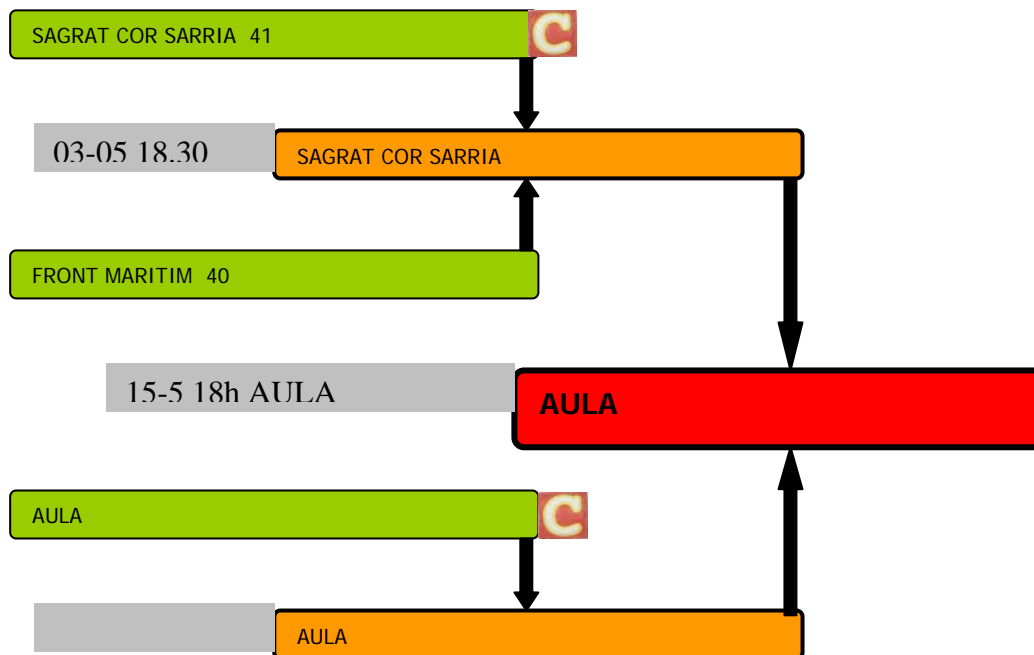 SAGRAT COR SARRIA 41
C
03-05 18.30
SAGRAT COR SARRIA
FRONT MARITIM 40
15-5 18h AULA
AULA
AULA
C
AULA